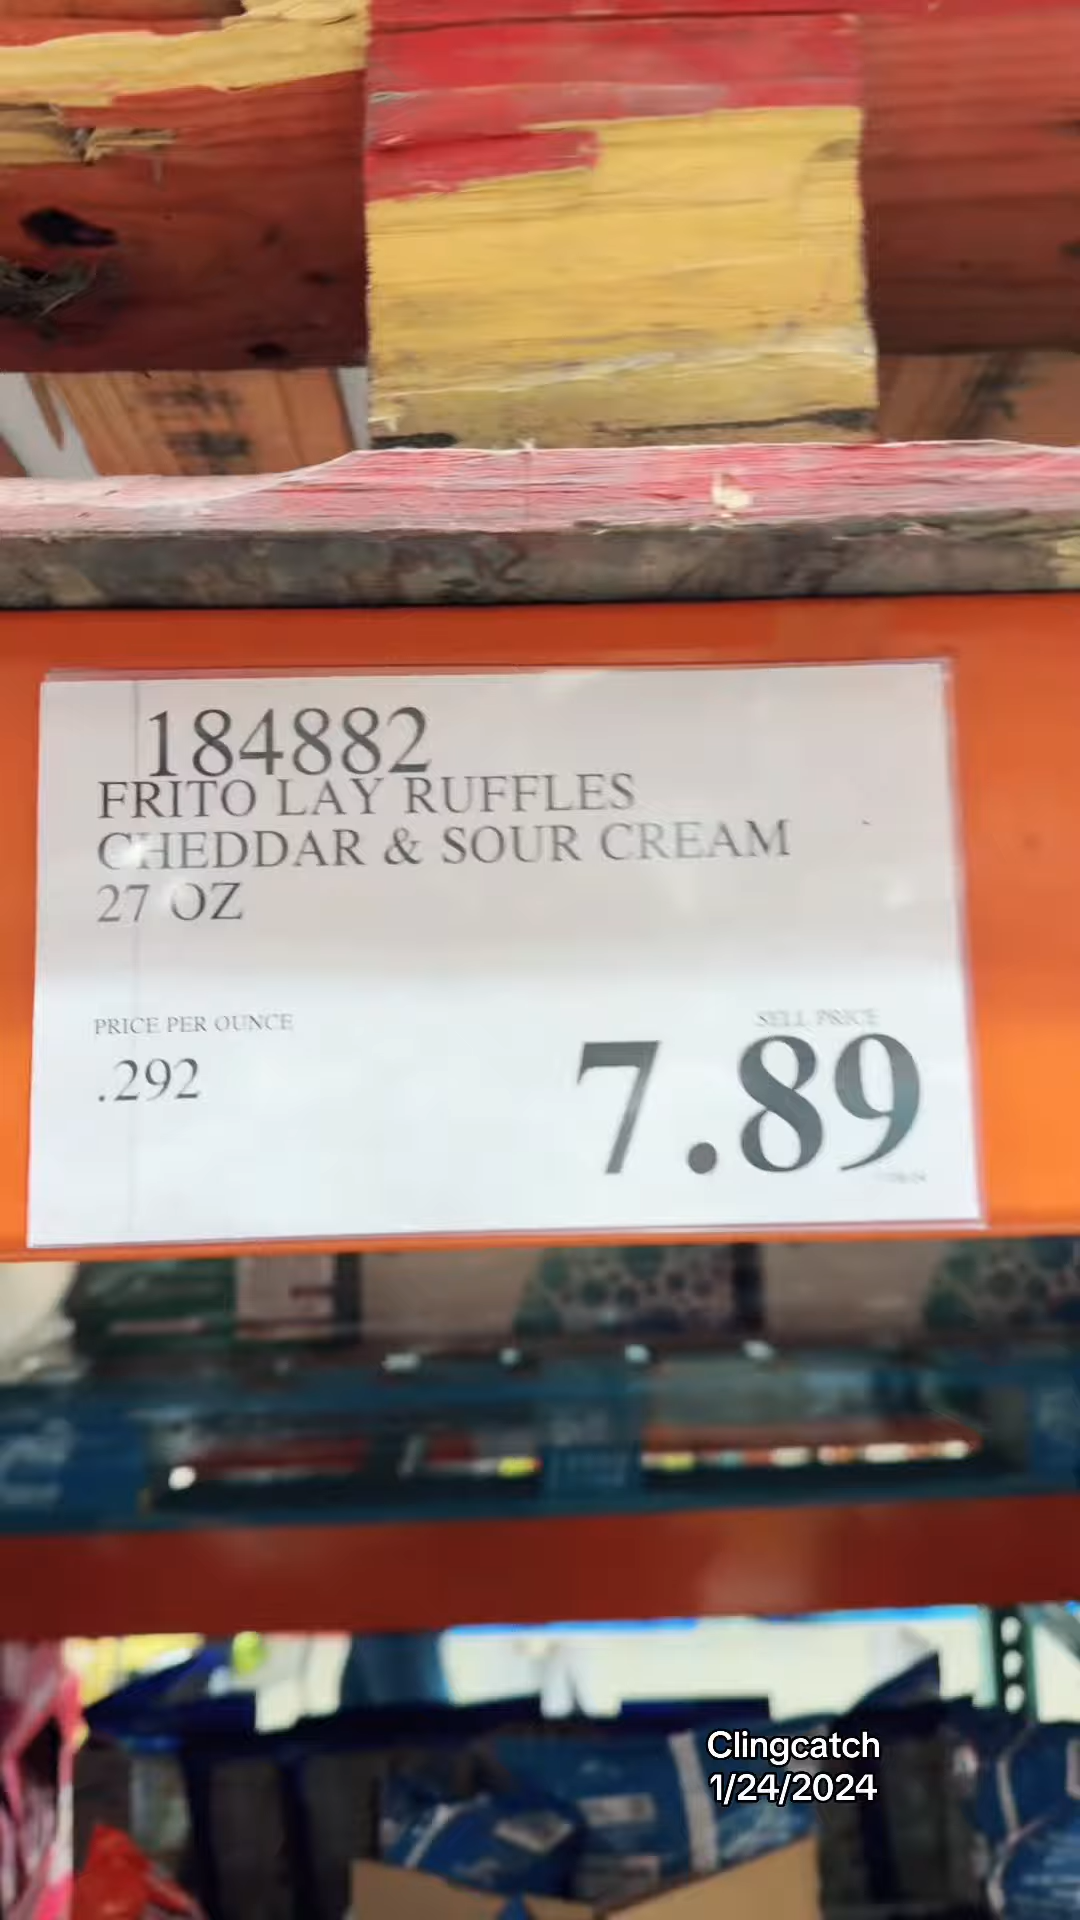 184882
FRITO LAY RUFFLES
CHEDDAR & SOUR CREAM
27 OZ
PRICE PER OUNCE
.292
SELL PRICE
7.89
Clingcatch
1/24/2024